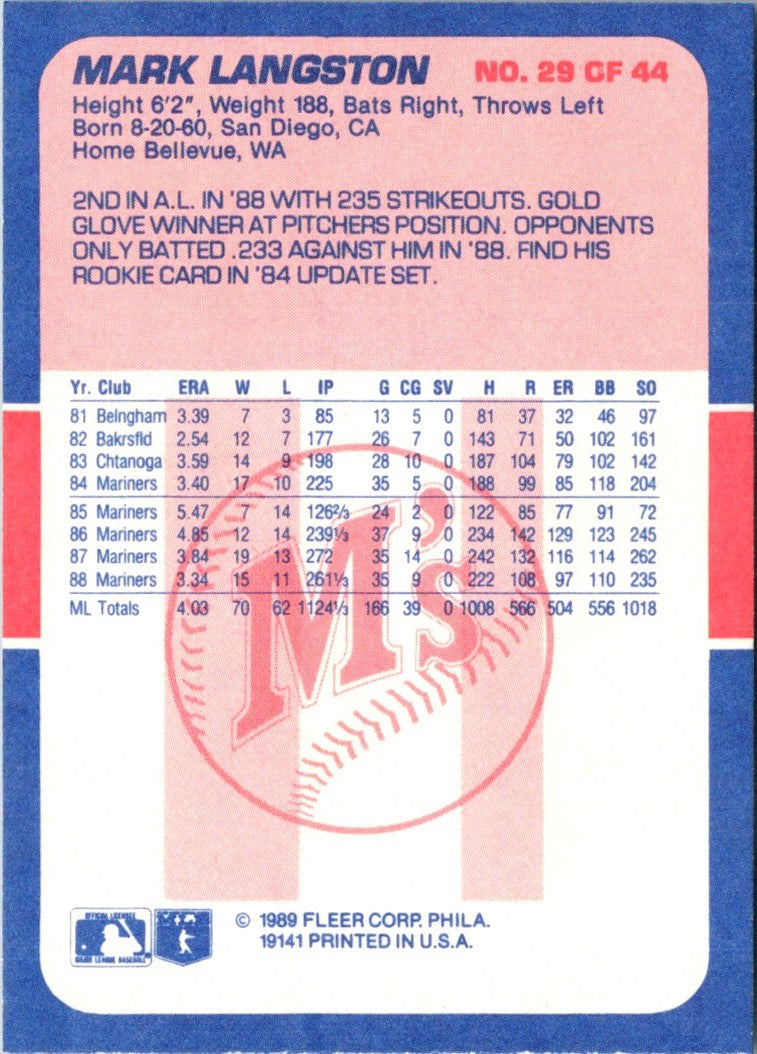 MARK LANGSTON NO. 29 OF 44
Height 6'2", Weight 188, Bats Right, Throws Left
Born 8-20-60, San Diego, CA
Home Bellevue, WA
2ND IN A.L. IN '88 WITH 235 STRIKEOUTS. GOLD
GLOVE WINNER AT PITCHERS POSITION. OPPONENTS
ONLY BATTED .233 AGAINST HIM IN '88. FIND HIS
ROOKIE CARD IN '84 UPDATE SET.
Yr. Club ERA W L IP G CG SV H R ER BB SO
81 Belngham 3.39 7 3 85 13 5 0 81 37 32 46 97
82 Bakrsfld 2.54 12 7 177 26 7 0 143 71 50 102 161
83 Chtanoga 3.59 14 9 198 28 10 0 187 104 79 102 142
84 Mariners 3.40 17 10 225 35 5 0 188 99 85 118 204
85 Mariners 5.47 7 14 126⅔ 24 2 0 122 85 77 91 72
86 Mariners 4.85 12 14 239⅓ 37 9 0 234 142 129 123 245
87 Mariners 3.84 19 13 272 35 14 0 242 132 116 114 262
88 Mariners 3.34 15 11 261⅓ 35 9 0 222 108 97 110 235
ML Totals 4.03 70 62 1124⅓ 166 39 0 1008 566 504 556 1018
M's
OFFICIAL LICENSEE
MAJOR LEAGUE BASEBALL
© 1989 FLEER CORP. PHILA.
19141 PRINTED IN U.S.A.